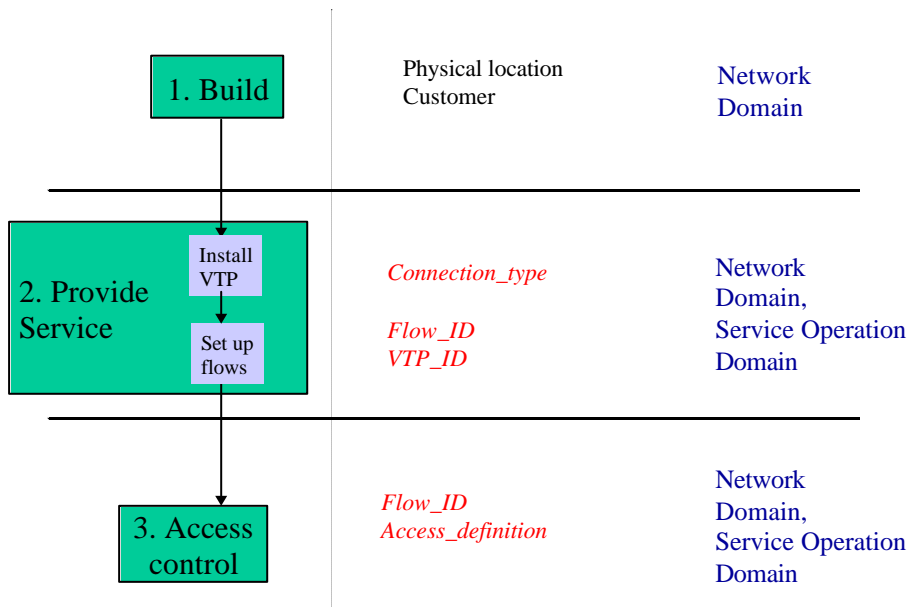 1. Build
Physical location
Customer
Network
Domain
2. Provide
Service
Install
VTP
Set up
flows
Connection_type
Flow_ID
VTP_ID
Network
Domain,
Service Operation
Domain
3. Access
control
Flow_ID
Access_definition
Network
Domain,
Service Operation
Domain